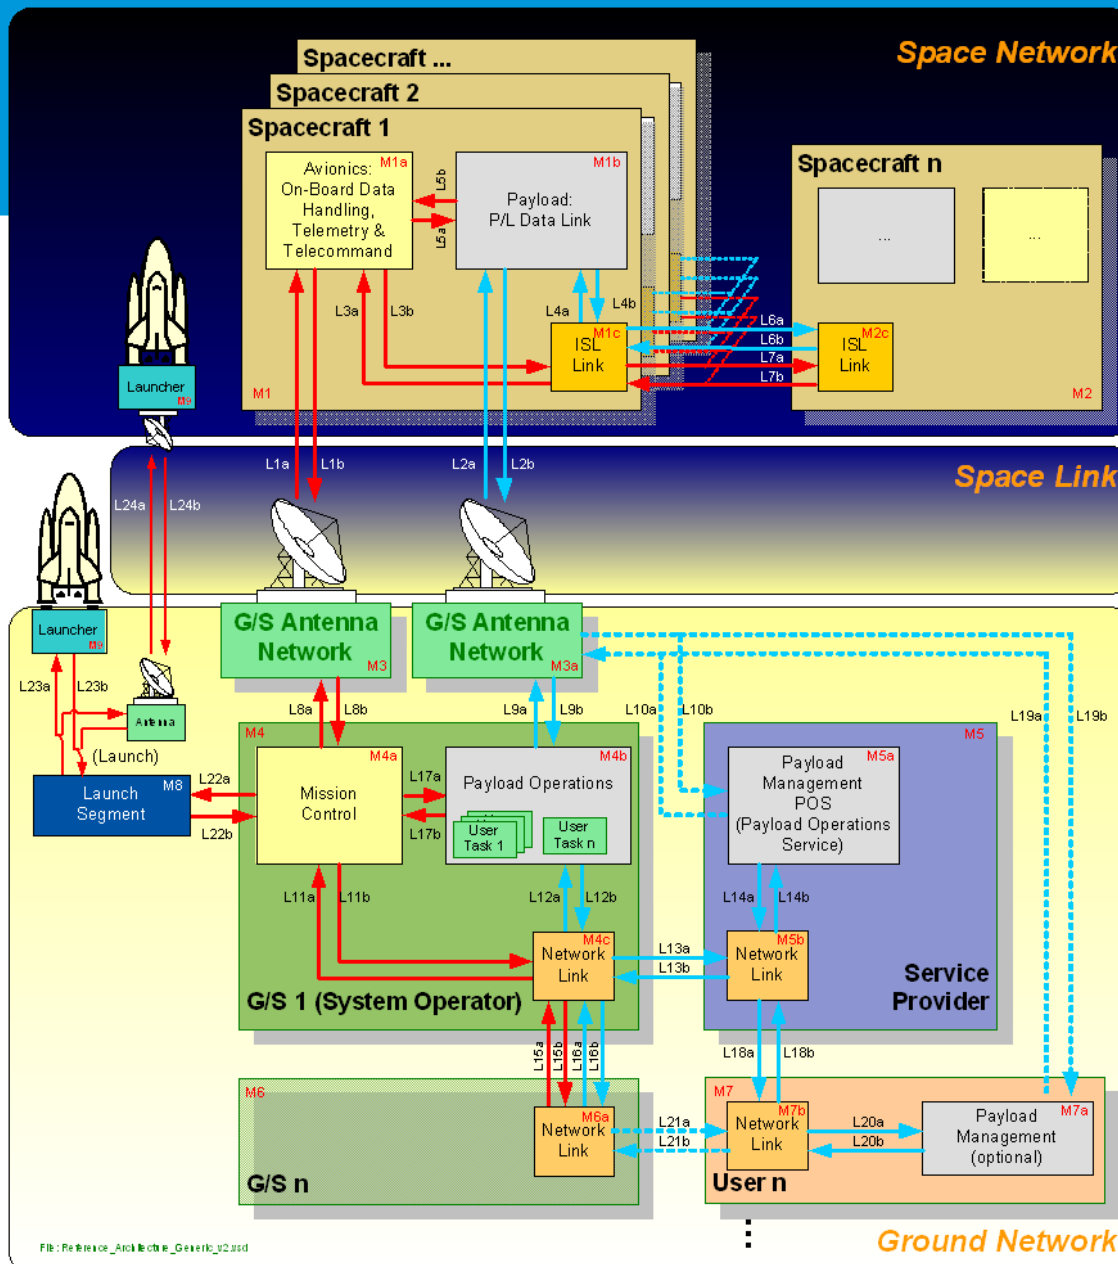 Space Network
Spacecraft ...
Spacecraft 2
Spacecraft 1
M1a
Avionics:
On-Board Data
Handling,
Telemetry &
Telecommand
L5b
L5a
M1b
Payload:
P/L Data Link
Spacecraft n
...
...
L3a
L3b
L4a
L4b
M1c
ISL
Link
L6a
L6b
L7a
L7b
M2c
ISL
Link
M1
M2
Launcher
M9
Space Link
L1a
L1b
L2a
L2b
L24a
L24b
Launcher
M9
G/S Antenna
Network
M3
G/S Antenna
Network
M3a
L23a
L23b
Antenna
(Launch)
L8a
L8b
L9a
L9b
L10a
L10b
L19a
L19b
M8
Launch
Segment
L22a
L22b
M4
M4a
Mission
Control
L17a
L17b
M4b
Payload Operations
User
Task 1
User
Task n
M5
M5a
Payload
Management
POS
(Payload Operations
Service)
L11a
L11b
L12a
L12b
L14a
L14b
M4c
Network
Link
L13a
L13b
M5b
Network
Link
G/S 1 (System Operator)
Service
Provider
L15a
L15b
L16a
L16b
L18a
L18b
M6
M6a
Network
Link
G/S n
L21a
L21b
M7
M7b
Network
Link
L20a
L20b
M7a
Payload
Management
(optional)
User n
File: Reference_Architecture_Generic_v2.vsd
Ground Network